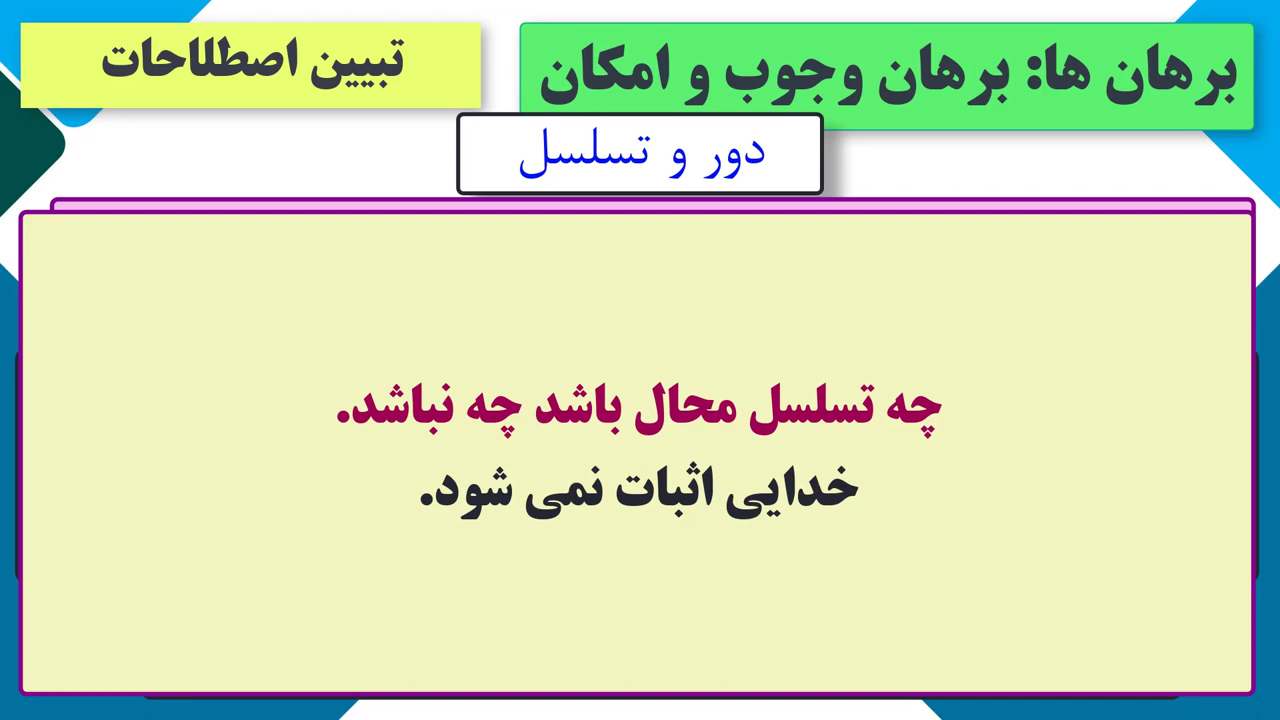 برهان ها: برهان وجوب و امکان
تبیین اصطلاحات
دور و تسلسل
چه تسلسل محال باشد چه نباشد.
خدایی اثبات نمی شود.